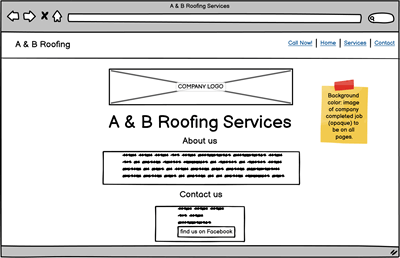 A & B Roofing Services
A & B Roofing
Call Now! Home Services Contact
COMPANY LOGO
A & B Roofing Services
About us
Contact us
find us on Facebook
Background
color: image
of company
completed job
(opaque) to
be on all
pages.